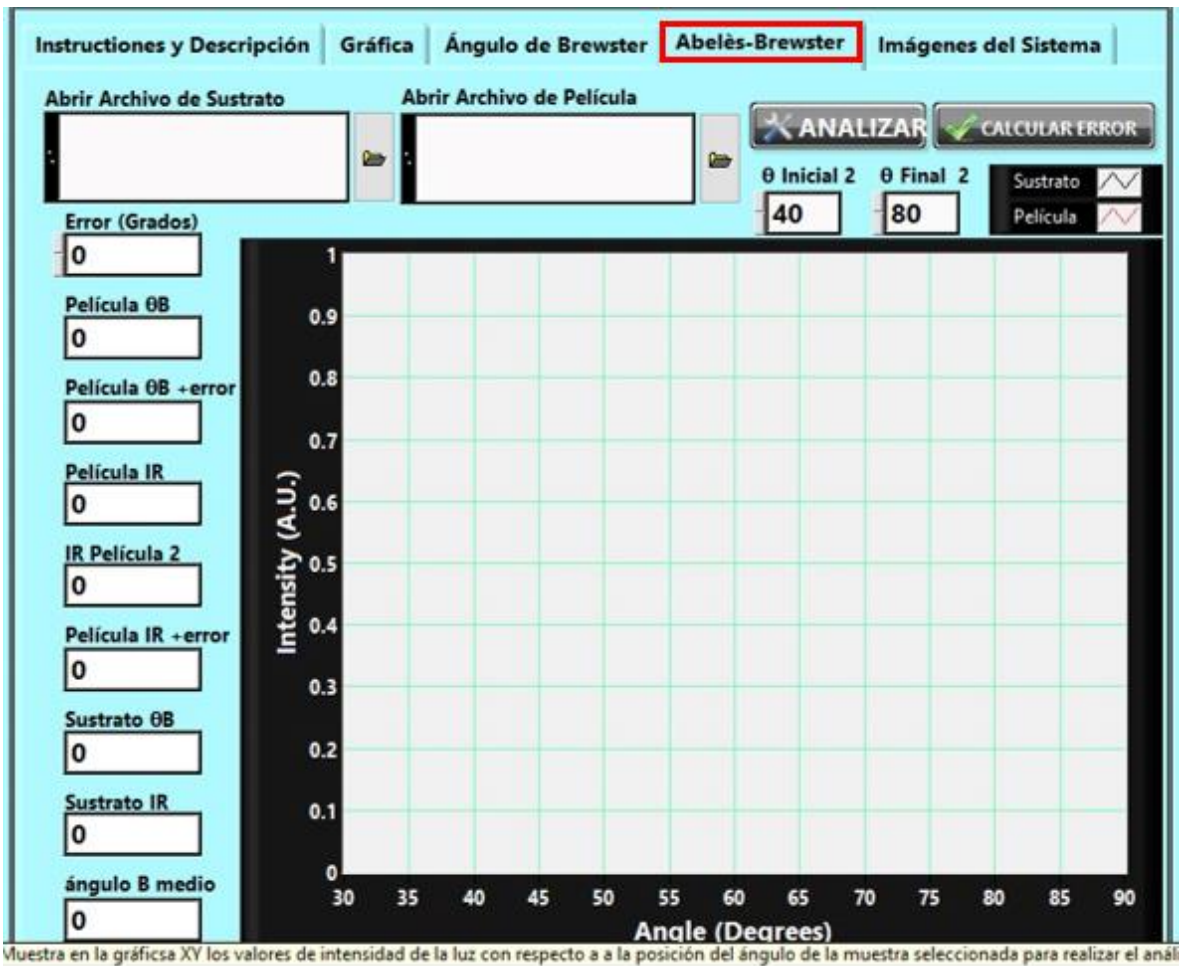 Instructiones y Descripción Gráfica Ángulo de Brewster Abelès-Brewster Imágenes del Sistema
Abrir Archivo de Sustrato Abrir Archivo de Película
ANALIZAR CALCULAR ERROR
θ Inicial 2 θ Final 2
40 80
Sustrato
Película
Error (Grados)
0
Película θB
0
Película θB +error
0
Película IR
0
IR Película 2
0
Película IR +error
0
Sustrato θB
0
Sustrato IR
0
ángulo B medio
0
Intensity (A.U.)
1
0.9
0.8
0.7
0.6
0.5
0.4
0.3
0.2
0.1
0
30 35 40 45 50 55 60 65 70 75 80 85 90
Angle (Degrees)
Muestra en la gráficsa XY los valores de intensidad de la luz con respecto a a la posición del ángulo de la muestra seleccionada para realizar el análi